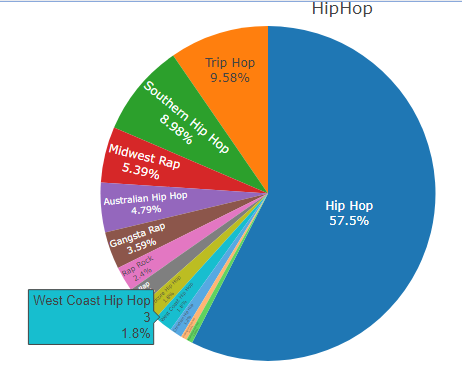 HipHop
Trip Hop
9.58%
Southern Hip Hop
8.98%
Midwest Rap
5.39%
Australian Hip Hop
4.79%
Gangsta Rap
3.59%
Rap Rock
2.4%
Rap
Hip Hop
57.5%
West Coast Hip Hop
3
1.8%